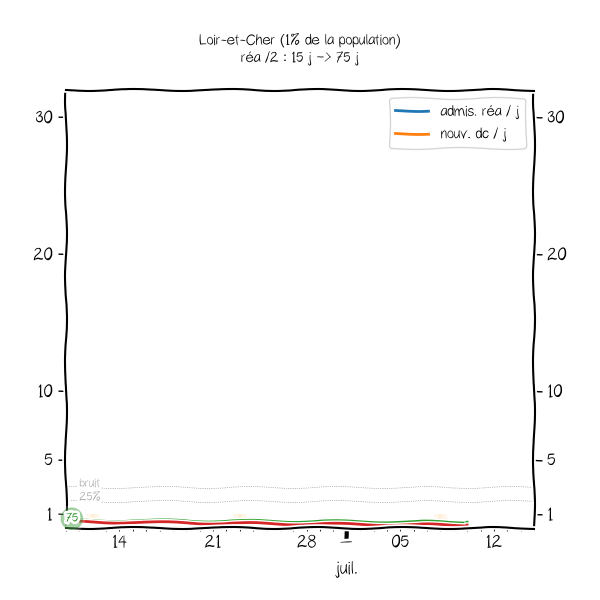 Loir-et-Cher (1% de la population)
réa /2 : 15 j -> 75 j
admis. réa / j
nouv. dc / j
30
30
20
20
10
10
5
5
bruit
25%
1
75
1
14
21
28
05
12
juil.